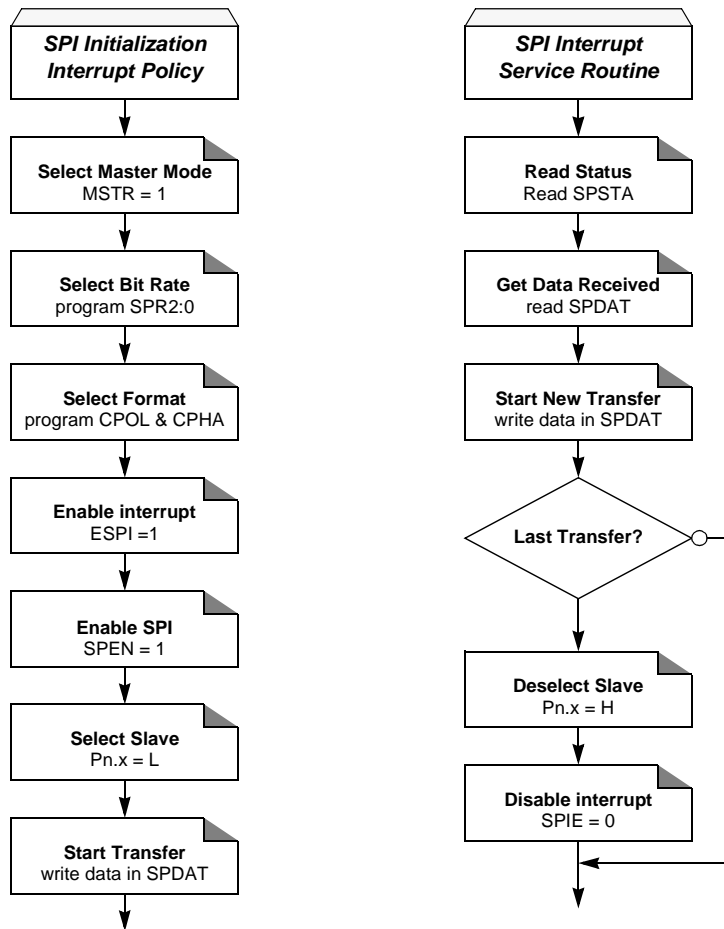 SPI Initialization
Interrupt Policy
Select Master Mode
MSTR = 1
Select Bit Rate
program SPR2:0
Select Format
program CPOL & CPHA
Enable interrupt
ESPI =1
Enable SPI
SPEN = 1
Select Slave
Pn.x = L
Start Transfer
write data in SPDAT
SPI Interrupt
Service Routine
Read Status
Read SPSTA
Get Data Received
read SPDAT
Start New Transfer
write data in SPDAT
Last Transfer?
Deselect Slave
Pn.x = H
Disable interrupt
SPIE = 0